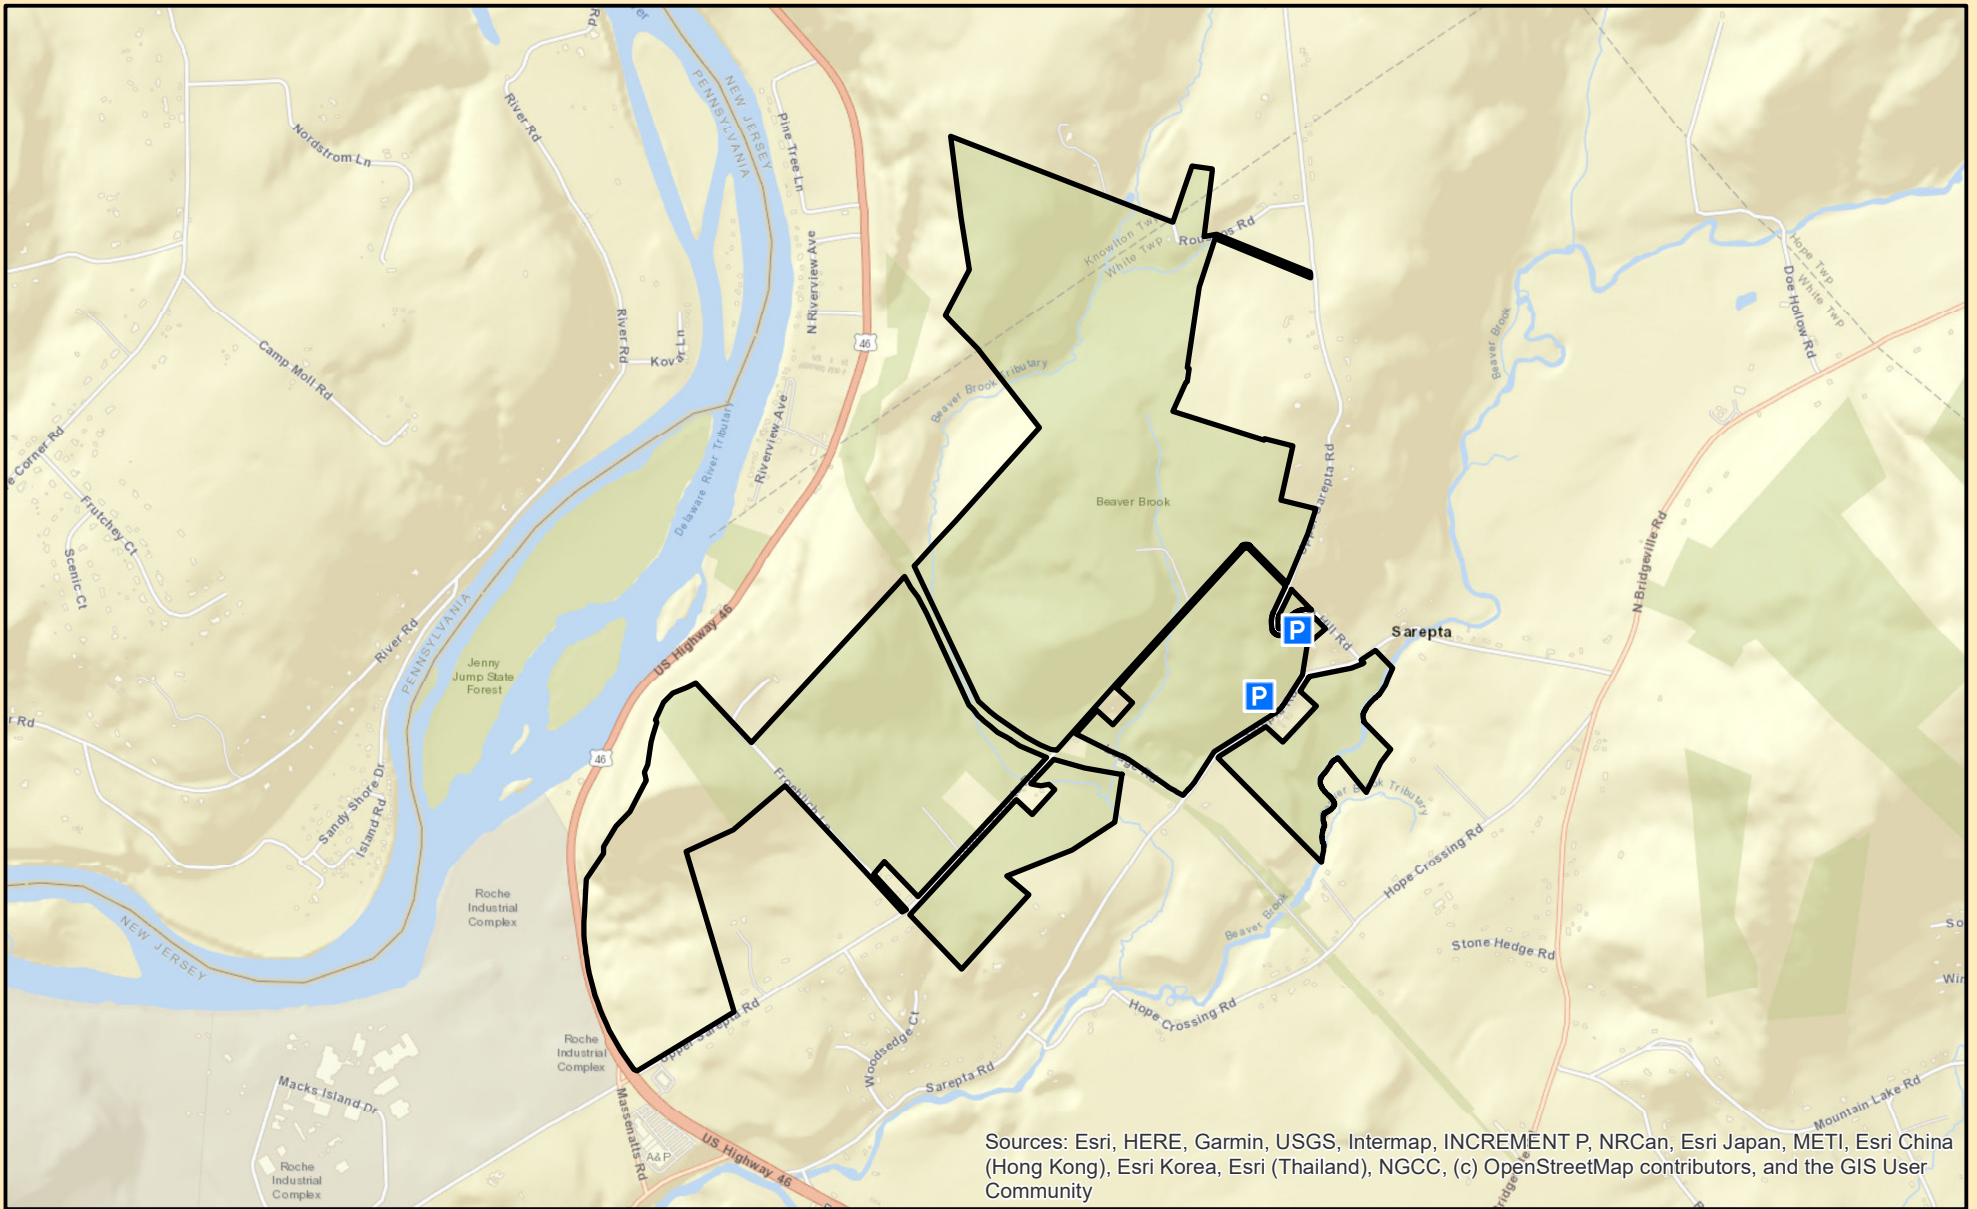 River Rd
Nordstrom Ln
PENNSYLVANIA
NEW JERSEY
Pine Tree Ln
N Riverview Ave
Knowlton Twp
White Twp
Hope Twp
White Twp
Doe Hollow Rd
Beaver Brook
River Rd
Kovar Ln
46
Camp Moll Rd
Beaver Brook Tributary
Riverview Ave
Delaware River Tributary
Frutchey Ct
Scenic Ct
Beaver Brook
N Bridgeville Rd
River Rd
PENNSYLVANIA
US Highway 46
P
Sarepta
Jenny
Jump State
Forest
P
46
Sandy Shore Dr
Island Rd
Hope Crossing Rd
Roche
Industrial
Complex
NEW JERSEY
Beaver Brook
Stone Hedge Rd
Hope Crossing Rd
Upper Sarepta Rd
Woodsedge Ct
Sarepta Rd
Roche
Industrial
Complex
Macks Island Dr
Massenatts Rd
Mountain Lake Rd
US Highway 46
A&P
Roche
Industrial
Complex
Sources: Esri, HERE, Garmin, USGS, Intermap, INCREMENT P, NRCan, Esri Japan, METI, Esri China
(Hong Kong), Esri Korea, Esri (Thailand), NGCC, (c) OpenStreetMap contributors, and the GIS User
Community